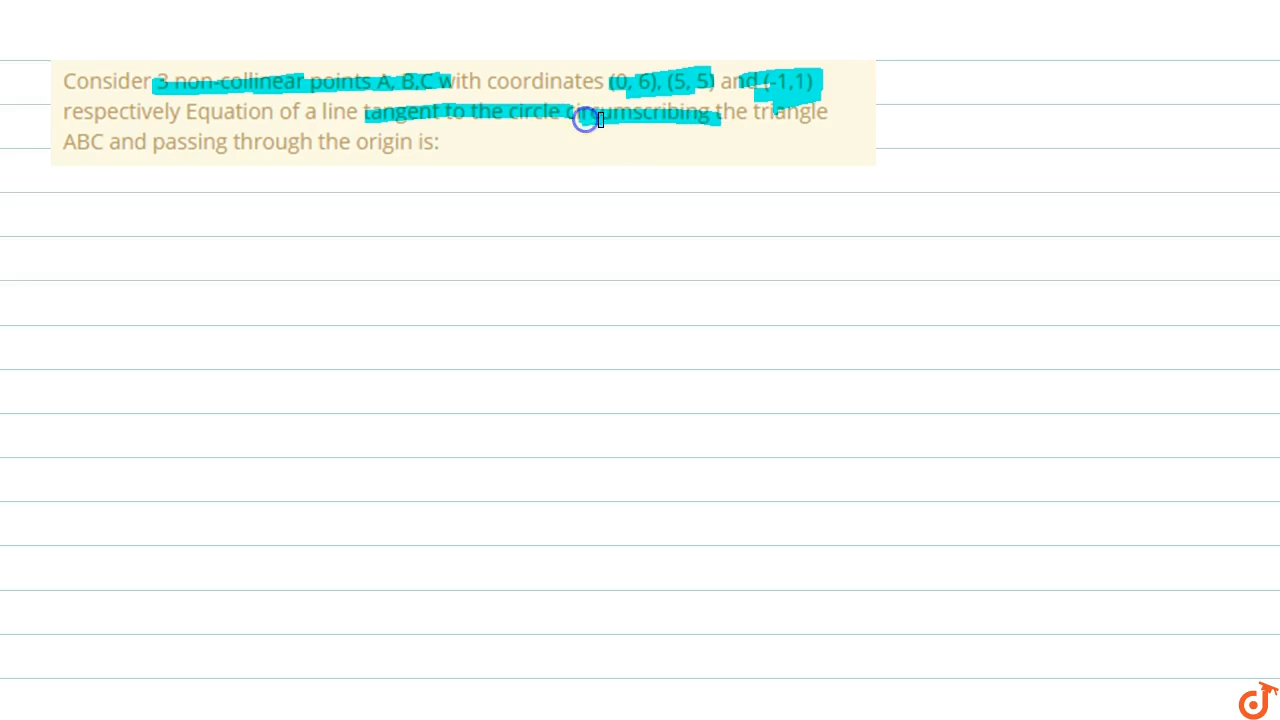 Consider 3 non-collinear points A, B,C with coordinates (0, 6), (5, 5) and (-1,1)
respectively Equation of a line tangent to the circle circumscribing the triangle
ABC and passing through the origin is: